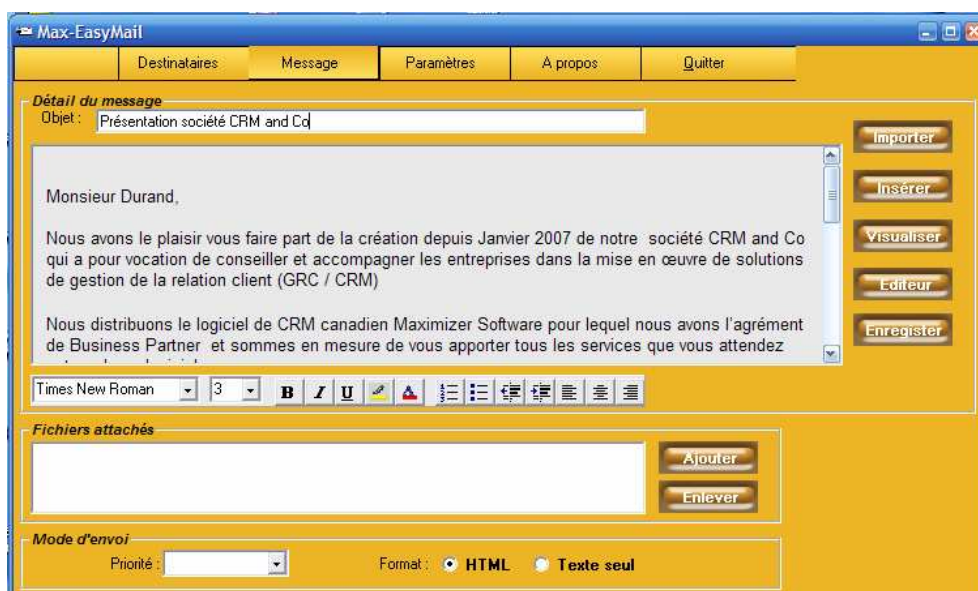 Max-EasyMail
Destinataires Message Paramètres A propos Quitter
Détail du message
Objet : Présentation société CRM and Co
Importer
Insérer
Visualiser
Editeur
Enregister
Monsieur Durand,
Nous avons le plaisir vous faire part de la création depuis Janvier 2007 de notre société CRM and Co
qui a pour vocation de conseiller et accompagner les entreprises dans la mise en œuvre de solutions
de gestion de la relation client (GRC / CRM)
Nous distribuons le logiciel de CRM canadien Maximizer Software pour lequel nous avons l'agrément
de Business Partner et sommes en mesure de vous apporter tous les services que vous attendez
Times New Roman 3 B I U A
Fichiers attachés
Ajouter
Enlever
Mode d'envoi
Priorité : Format : HTML Texte seul